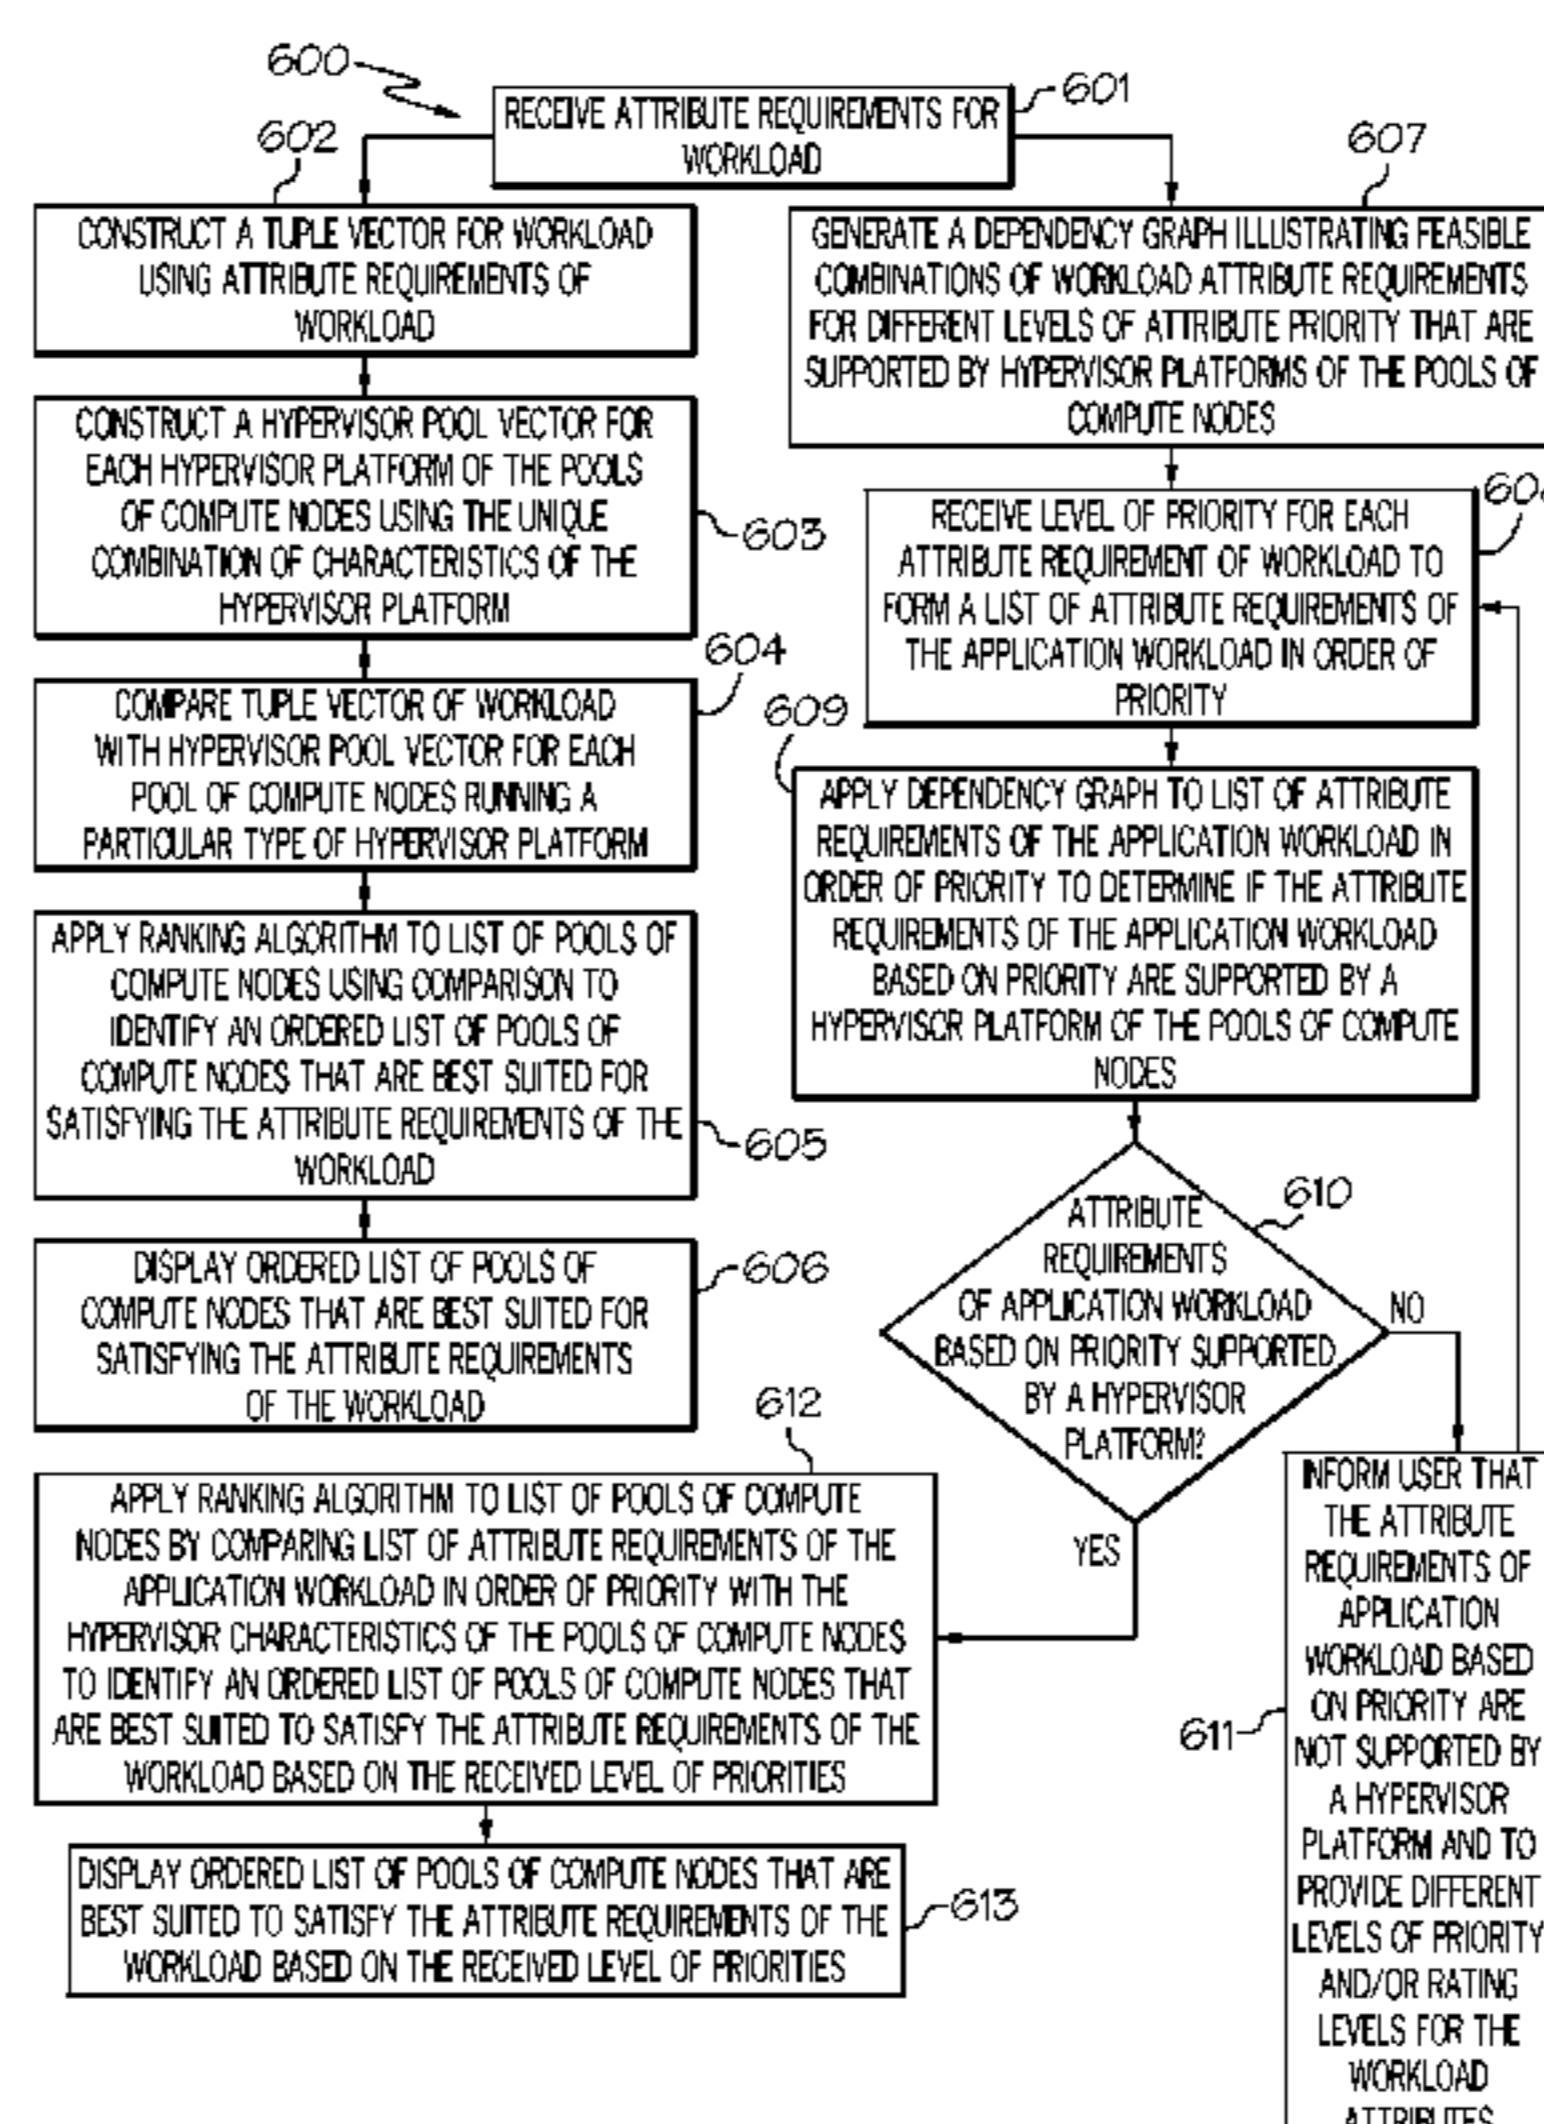 600
601
RECEIVE ATTRIBUTE REQUIREMENTS FOR
WORKLOAD
602
CONSTRUCT A TUPLE VECTOR FOR WORKLOAD
USING ATTRIBUTE REQUIREMENTS OF
WORKLOAD
CONSTRUCT A HYPERVISOR POOL VECTOR FOR
EACH HYPERVISOR PLATFORM OF THE POOLS
OF COMPUTE NODES USING THE UNIQUE
COMBINATION OF CHARACTERISTICS OF THE
HYPERVISOR PLATFORM
603
604
COMPARE TUPLE VECTOR OF WORKLOAD
WITH HYPERVISOR POOL VECTOR FOR EACH
POOL OF COMPUTE NODES RUNNING A
PARTICULAR TYPE OF HYPERVISOR PLATFORM
APPLY RANKING ALGORITHM TO LIST OF POOLS OF
COMPUTE NODES USING COMPARISON TO
IDENTIFY AN ORDERED LIST OF POOLS OF
COMPUTE NODES THAT ARE BEST SUITED FOR
SATISFYING THE ATTRIBUTE REQUIREMENTS OF THE
WORKLOAD
605
DISPLAY ORDERED LIST OF POOLS OF
COMPUTE NODES THAT ARE BEST SUITED FOR
SATISFYING THE ATTRIBUTE REQUIREMENTS
OF THE WORKLOAD
606
607
GENERATE A DEPENDENCY GRAPH ILLUSTRATING FEASIBLE
COMBINATIONS OF WORKLOAD ATTRIBUTE REQUIREMENTS
FOR DIFFERENT LEVELS OF ATTRIBUTE PRIORITY THAT ARE
SUPPORTED BY HYPERVISOR PLATFORMS OF THE POOLS OF
COMPUTE NODES
RECEIVE LEVEL OF PRIORITY FOR EACH
ATTRIBUTE REQUIREMENT OF WORKLOAD TO
FORM A LIST OF ATTRIBUTE REQUIREMENTS OF
THE APPLICATION WORKLOAD IN ORDER OF
PRIORITY
609
APPLY DEPENDENCY GRAPH TO LIST OF ATTRIBUTE
REQUIREMENTS OF THE APPLICATION WORKLOAD IN
ORDER OF PRIORITY TO DETERMINE IF THE ATTRIBUTE
REQUIREMENTS OF THE APPLICATION WORKLOAD
BASED ON PRIORITY ARE SUPPORTED BY A
HYPERVISOR PLATFORM OF THE POOLS OF COMPUTE
NODES
610
ATTRIBUTE
REQUIREMENTS
OF APPLICATION WORKLOAD
BASED ON PRIORITY SUPPORTED
BY A HYPERVISOR
PLATFORM?
NO
YES
INFORM USER THAT
THE ATTRIBUTE
REQUIREMENTS OF
APPLICATION
WORKLOAD BASED
ON PRIORITY ARE
NOT SUPPORTED BY
A HYPERVISOR
PLATFORM AND TO
PROVIDE DIFFERENT
LEVELS OF PRIORITY
AND/OR RATING
LEVELS FOR THE
WORKLOAD
ATTRIBUTES
611
612
APPLY RANKING ALGORITHM TO LIST OF POOLS OF COMPUTE
NODES BY COMPARING LIST OF ATTRIBUTE REQUIREMENTS OF THE
APPLICATION WORKLOAD IN ORDER OF PRIORITY WITH THE
HYPERVISOR CHARACTERISTICS OF THE POOLS OF COMPUTE NODES
TO IDENTIFY AN ORDERED LIST OF POOLS OF COMPUTE NODES THAT
ARE BEST SUITED TO SATISFY THE ATTRIBUTE REQUIREMENTS OF THE
WORKLOAD BASED ON THE RECEIVED LEVEL OF PRIORITIES
DISPLAY ORDERED LIST OF POOLS OF COMPUTE NODES THAT ARE
BEST SUITED TO SATISFY THE ATTRIBUTE REQUIREMENTS OF THE
WORKLOAD BASED ON THE RECEIVED LEVEL OF PRIORITIES
613